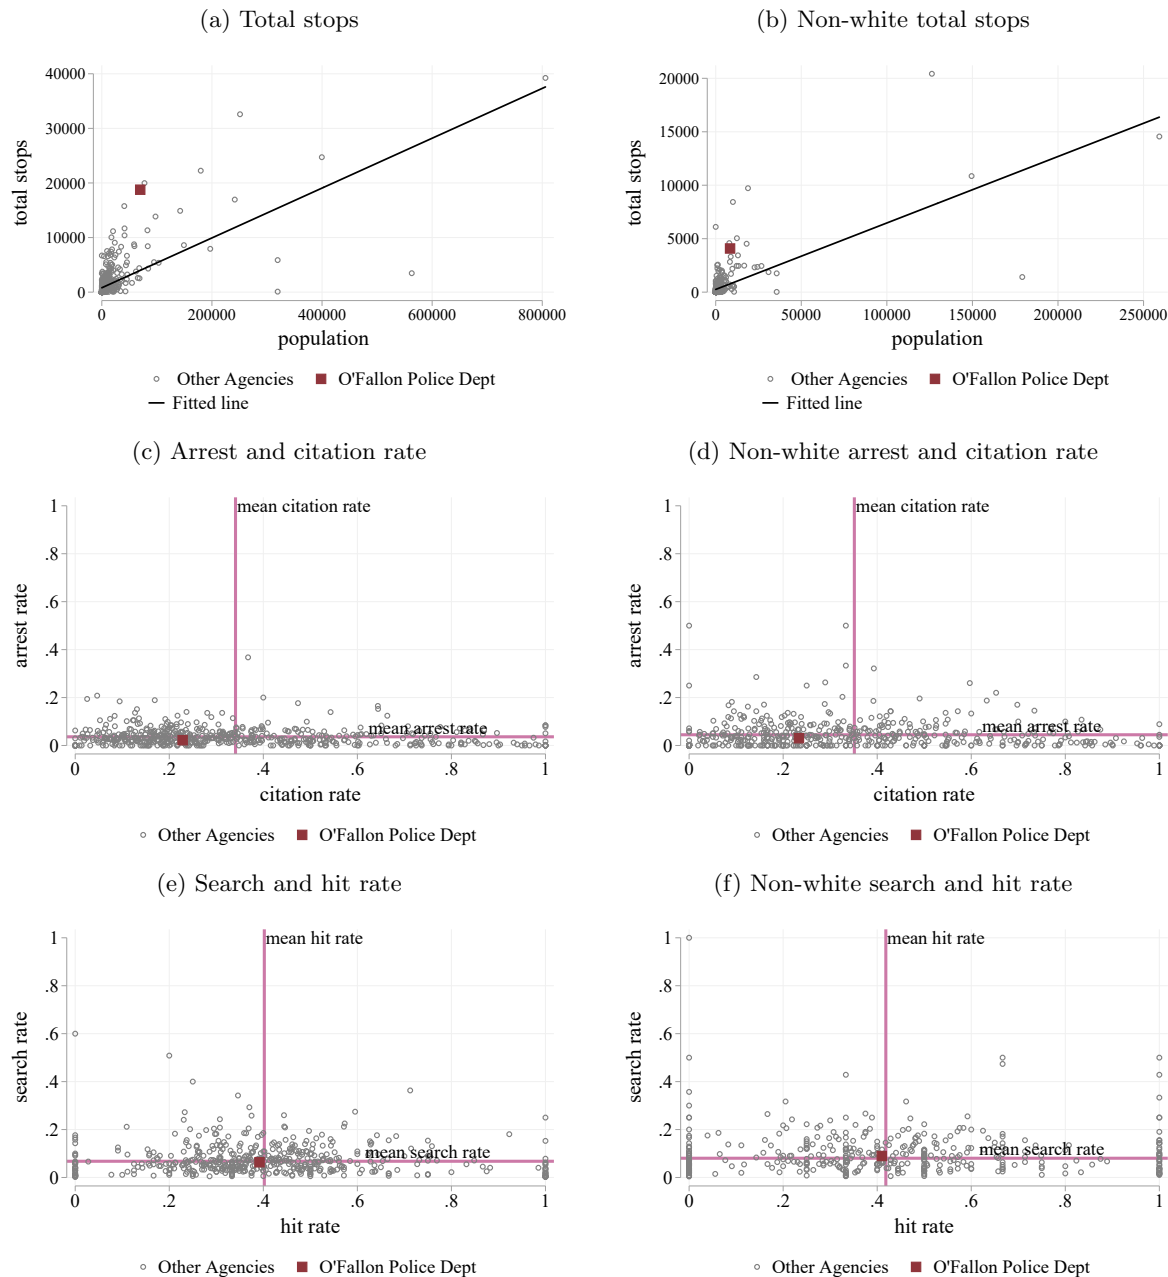 (a) Total stops
total stops
40000
30000
20000
10000
0
0 200000 400000 600000 800000
population
Other Agencies O'Fallon Police Dept
Fitted line
(b) Non-white total stops
total stops
20000
15000
10000
5000
0
0 50000 100000 150000 200000 250000
population
Other Agencies O'Fallon Police Dept
Fitted line
(c) Arrest and citation rate
arrest rate
1
.8
.6
.4
.2
0
mean citation rate
mean arrest rate
0 .2 .4 .6 .8 1
citation rate
Other Agencies O'Fallon Police Dept
(d) Non-white arrest and citation rate
arrest rate
1
.8
.6
.4
.2
0
mean citation rate
mean arrest rate
0 .2 .4 .6 .8 1
citation rate
Other Agencies O'Fallon Police Dept
(e) Search and hit rate
search rate
1
.8
.6
.4
.2
0
mean hit rate
mean search rate
0 .2 .4 .6 .8 1
hit rate
Other Agencies O'Fallon Police Dept
(f) Non-white search and hit rate
search rate
1
.8
.6
.4
.2
0
mean hit rate
mean search rate
0 .2 .4 .6 .8 1
hit rate
Other Agencies O'Fallon Police Dept